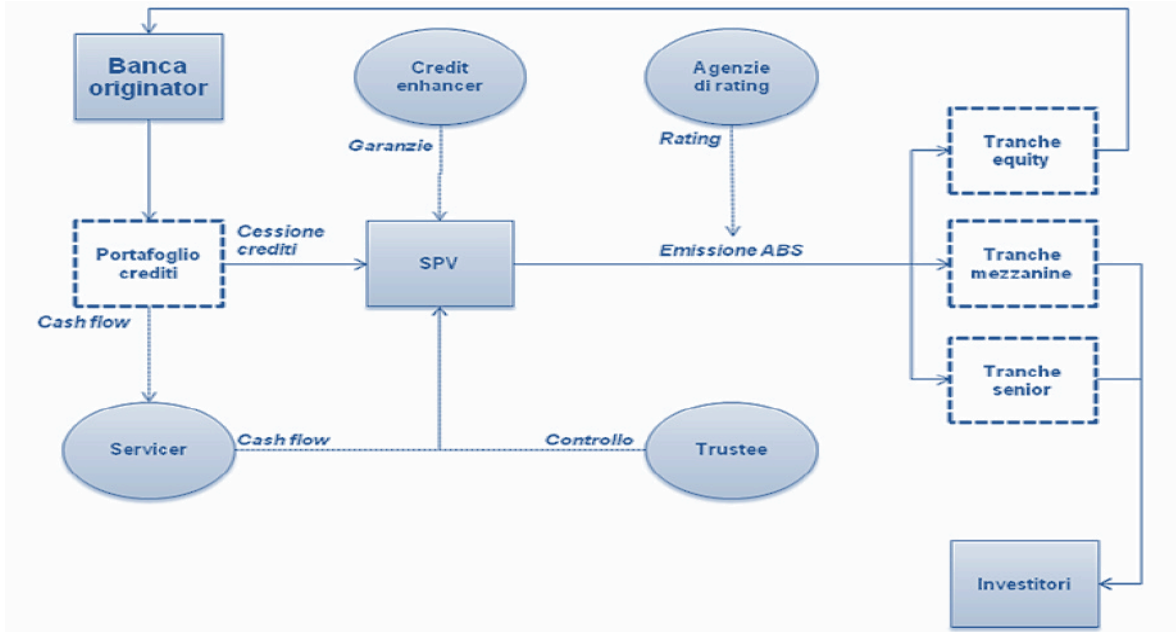 Banca
originator
Credit
enhancer
Agenzie
di rating
Garanzie
Rating
Tranche
equity
Portafoglio
crediti
Cessione
crediti
SPV
Emissione ABS
Tranche
mezzanine
Cash flow
Tranche
senior
Servicer
Cash flow
Controllo
Trustee
Investitori